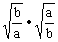 √(b/a) • √(a/b)